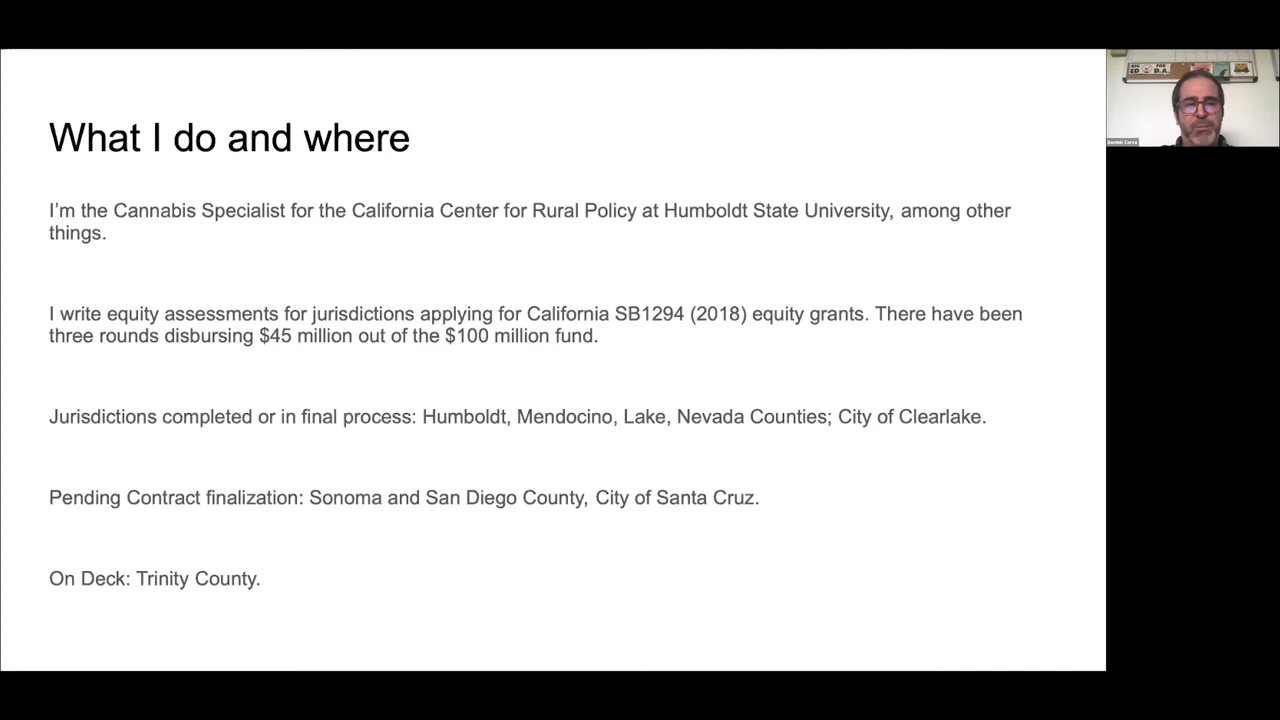 What I do and where
I'm the Cannabis Specialist for the California Center for Rural Policy at Humboldt State University, among other
things.
I write equity assessments for jurisdictions applying for California SB1294 (2018) equity grants. There have been
three rounds disbursing $45 million out of the $100 million fund.
Jurisdictions completed or in final process: Humboldt, Mendocino, Lake, Nevada Counties; City of Clearlake.
Pending Contract finalization: Sonoma and San Diego County, City of Santa Cruz.
On Deck: Trinity County.
ED FOR D.A.
Dominic Corva